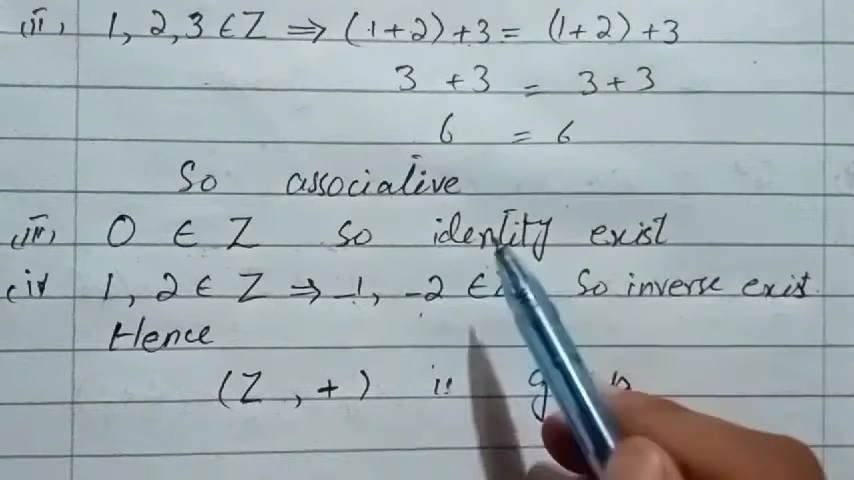 (ii) 1, 2, 3 ∈ Z ⇒ (1+2)+3 = (1+2)+3
3 + 3 = 3+3
6 = 6
So associative
(iii) 0 ∈ Z so identity exist
(iv 1, 2 ∈ Z ⇒ -1, -2 ∈ So inverse exist.
Hence
(Z, +) is